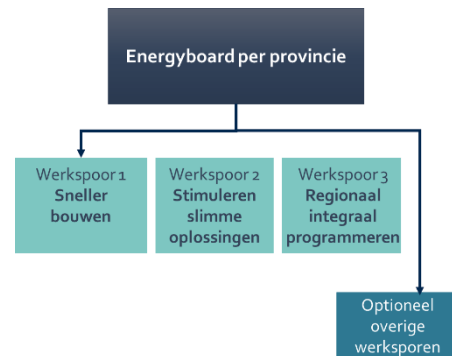 Energyboard per provincie
Werkspoor 1
Sneller
bouwen
Werkspoor 2
Stimuleren
slimme
oplossingen
Werkspoor 3
Regionaal
integraal
programmeren
Optioneel
overige
werksporen